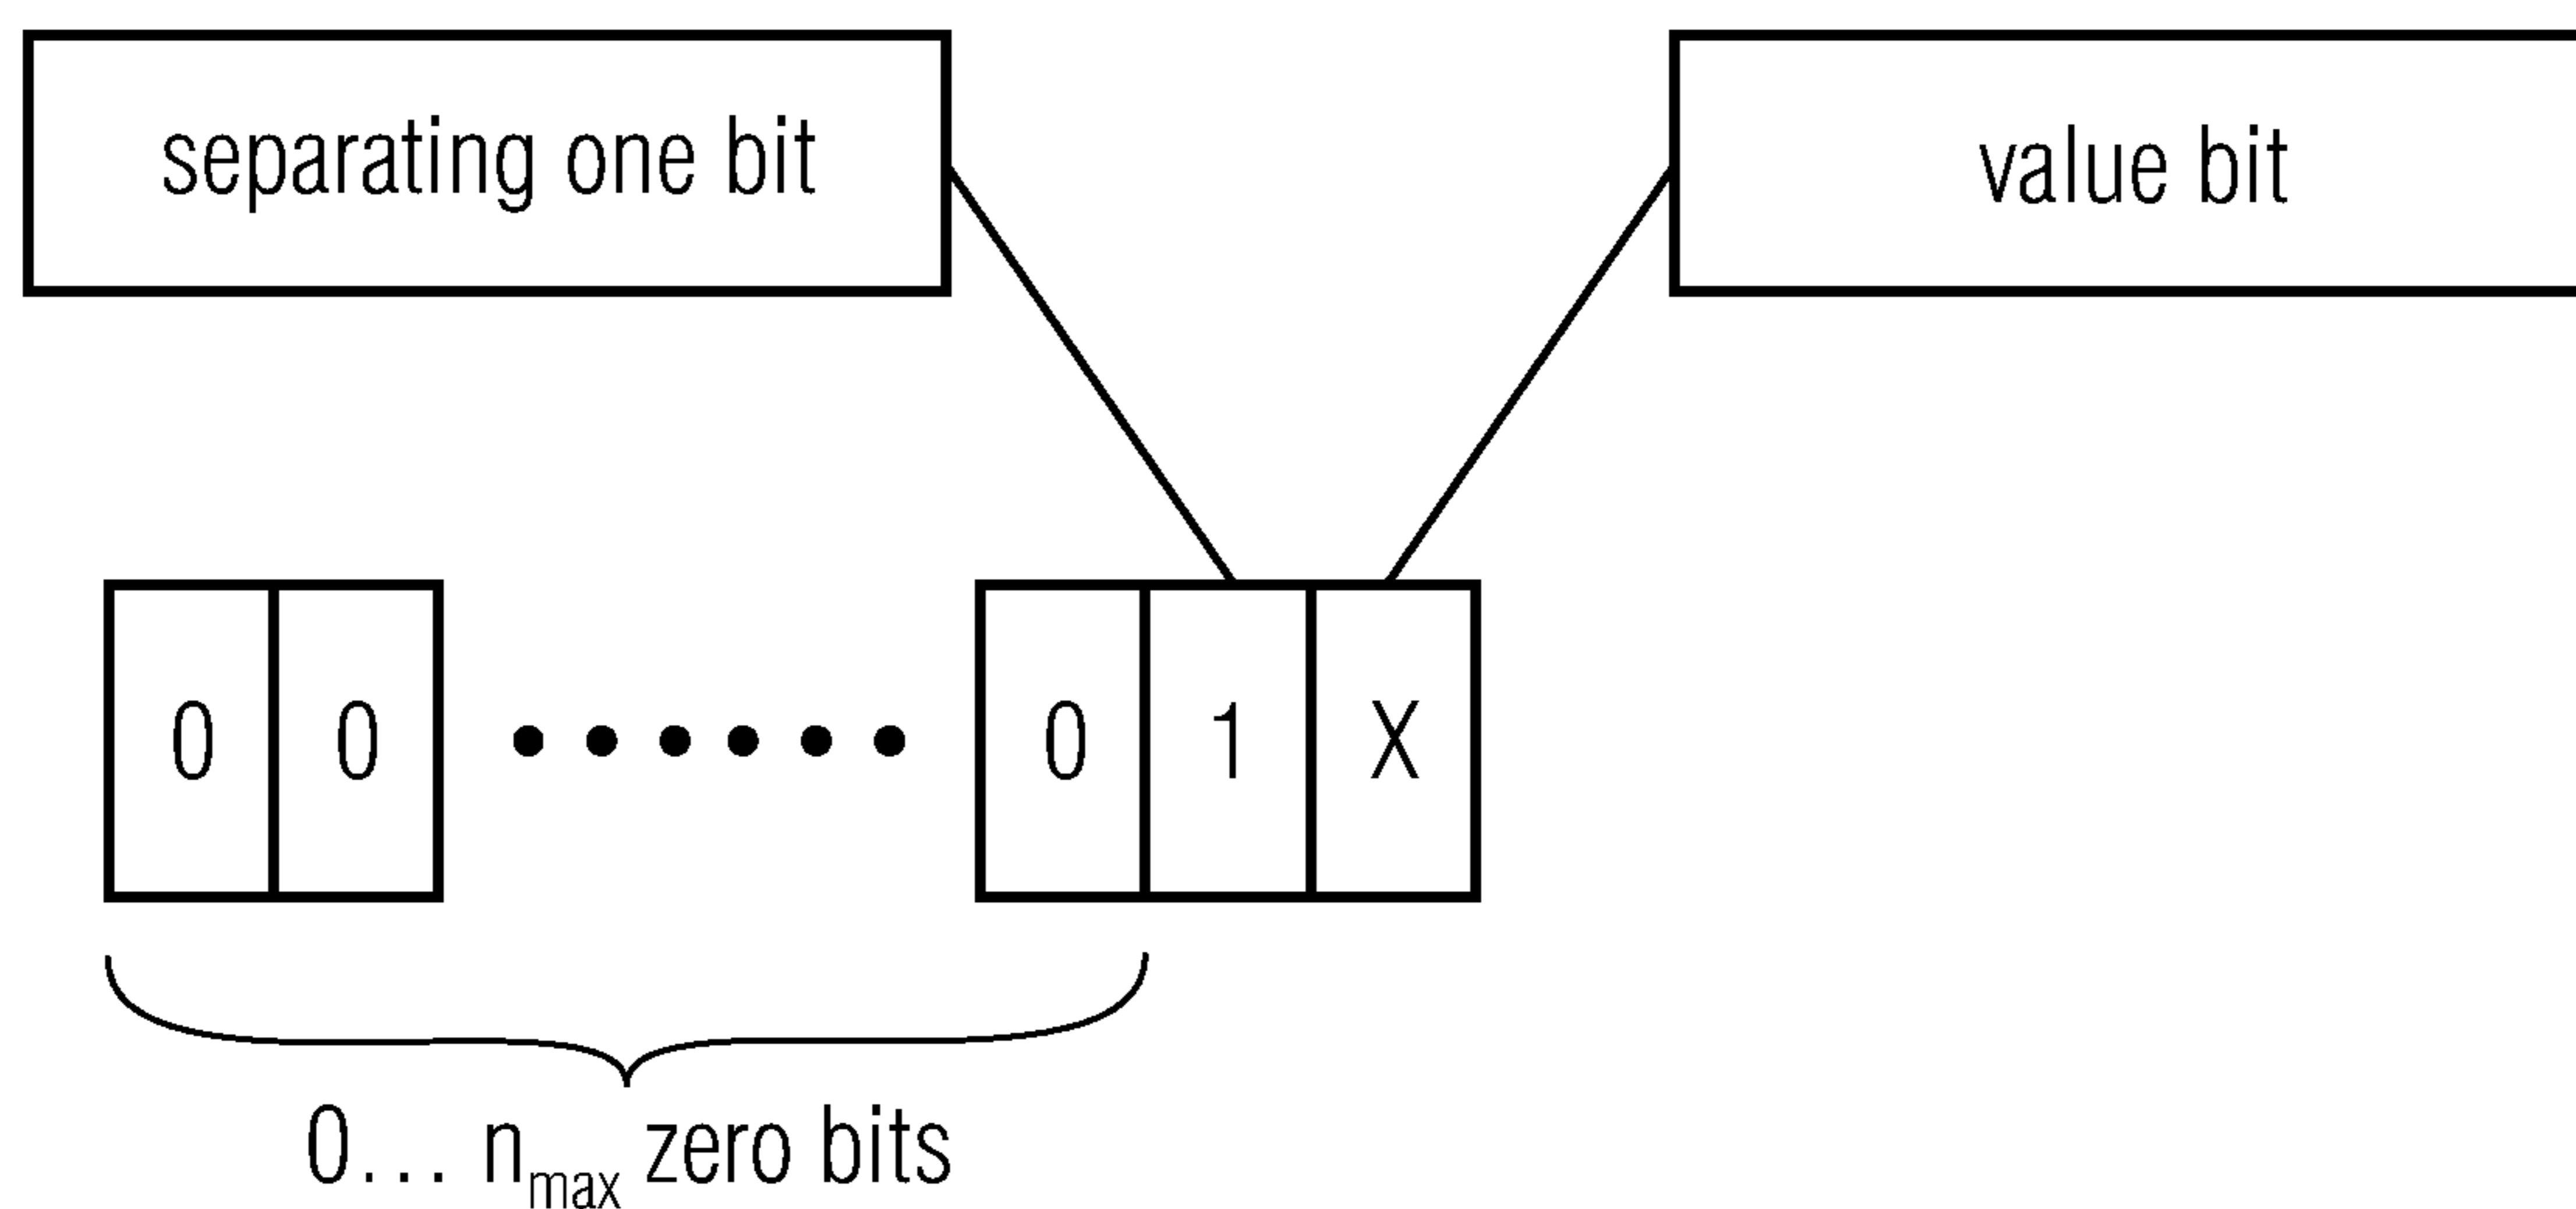 separating one bit
value bit
0 0 ...... 0 1 X
0... nmax zero bits